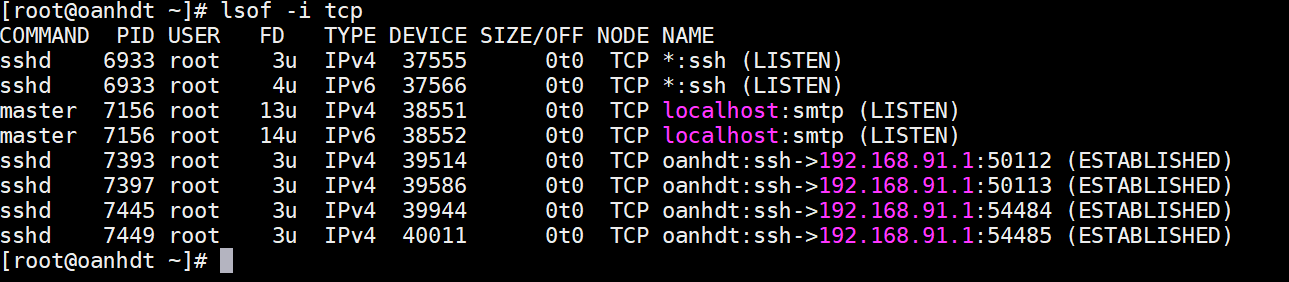 [root@oanhdt ~]# lsof -i tcp
COMMAND  PID USER   FD   TYPE DEVICE SIZE/OFF NODE NAME
sshd    6933 root    3u  IPv4  37555      0t0  TCP *:ssh (LISTEN)
sshd    6933 root    4u  IPv6  37566      0t0  TCP *:ssh (LISTEN)
master  7156 root   13u  IPv4  38551      0t0  TCP localhost:smtp (LISTEN)
master  7156 root   14u  IPv6  38552      0t0  TCP localhost:smtp (LISTEN)
sshd    7393 root    3u  IPv4  39514      0t0  TCP oanhdt:ssh->192.168.91.1:50112 (ESTABLISHED)
sshd    7397 root    3u  IPv4  39586      0t0  TCP oanhdt:ssh->192.168.91.1:50113 (ESTABLISHED)
sshd    7445 root    3u  IPv4  39944      0t0  TCP oanhdt:ssh->192.168.91.1:54484 (ESTABLISHED)
sshd    7449 root    3u  IPv4  40011      0t0  TCP oanhdt:ssh->192.168.91.1:54485 (ESTABLISHED)
[root@oanhdt ~]#